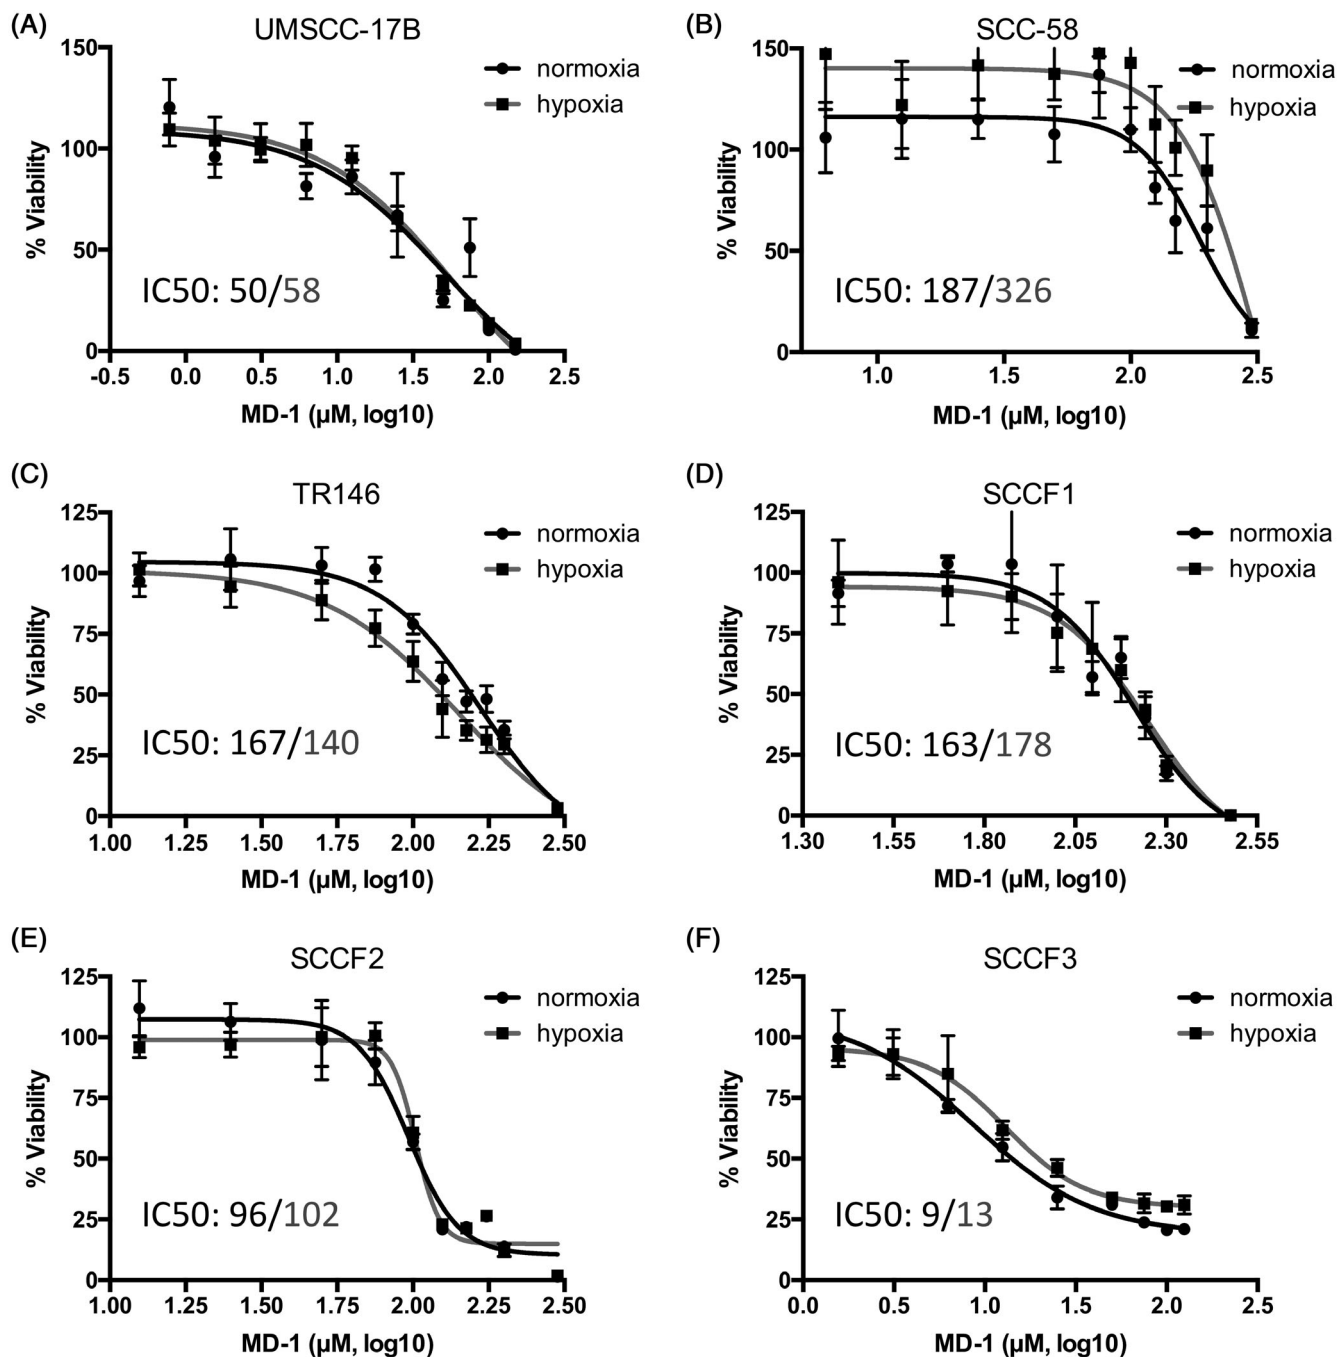 (A)
UMSCC-17B
normoxia
hypoxia
% Viability
150
100
50
0
IC50: 50/58
-0.5 0.0 0.5 1.0 1.5 2.0 2.5
MD-1 (µM, log10)
(B)
SCC-58
normoxia
hypoxia
% Viability
150
100
50
0
IC50: 187/326
1.0 1.5 2.0 2.5
MD-1 (µM, log10)
(C)
TR146
normoxia
hypoxia
% Viability
125
100
75
50
25
0
IC50: 167/140
1.00 1.25 1.50 1.75 2.00 2.25 2.50
MD-1 (µM, log10)
(D)
SCCF1
normoxia
hypoxia
% Viability
125
100
75
50
25
0
IC50: 163/178
1.30 1.55 1.80 2.05 2.30 2.55
MD-1 (µM, log10)
(E)
SCCF2
normoxia
hypoxia
% Viability
125
100
75
50
25
0
IC50: 96/102
1.00 1.25 1.50 1.75 2.00 2.25 2.50
MD-1 (µM, log10)
(F)
SCCF3
normoxia
hypoxia
% Viability
125
100
75
50
25
0
IC50: 9/13
0.0 0.5 1.0 1.5 2.0 2.5
MD-1 (µM, log10)